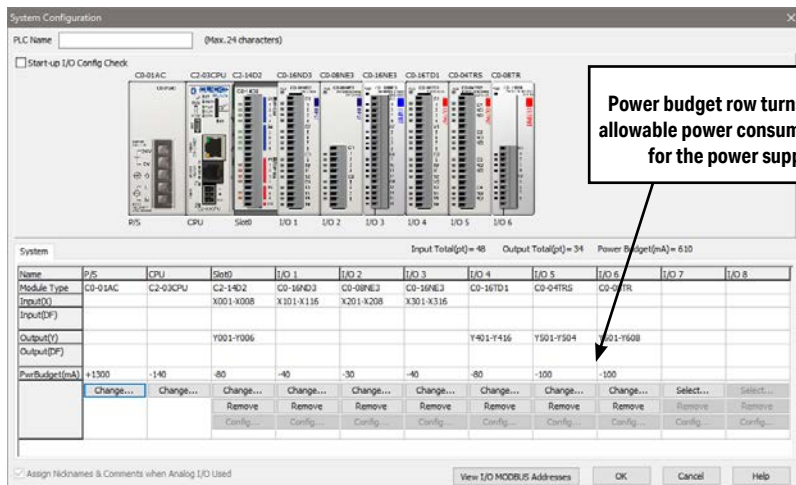 System Configuration
PLC Name (Max. 24 characters)
Start-up I/O Config Check
C0-01AC C2-03CPU C2-14D2 C0-16ND3 C0-08NE3 C0-16NE3 C0-16TD1 C0-04TRS C0-08TR
Power budget row turn
allowable power consum
for the power supp
P/S CPU Slot0 I/O 1 I/O 2 I/O 3 I/O 4 I/O 5 I/O 6
System Input Total(pt)= 48 Output Total(pt)= 34 Power Budget(mA)= 610
Name P/S CPU Slot0 I/O 1 I/O 2 I/O 3 I/O 4 I/O 5 I/O 6 I/O 7 I/O 8
Module Type C0-01AC C2-03CPU C2-14D2 C0-16ND3 C0-08NE3 C0-16NE3 C0-16TD1 C0-04TRS C0-08TR
Input(X) X001-X008 X101-X116 X201-X208 X301-X316
Input(DF)
Output(Y) Y001-Y006 Y401-Y416 Y501-Y504 Y601-Y608
Output(DF)
PwrBudget(mA) +1300 -140 -80 -40 -30 -40 -80 -100 -100
Change... Change... Change... Change... Change... Change... Change... Change... Change... Select... Select...
Remove Remove Remove Remove Remove Remove Remove Remove Remove
Config... Config... Config... Config... Config... Config... Config... Config... Config...
Assign Nicknames & Comments when Analog I/O Used View I/O MODBUS Addresses OK Cancel Help